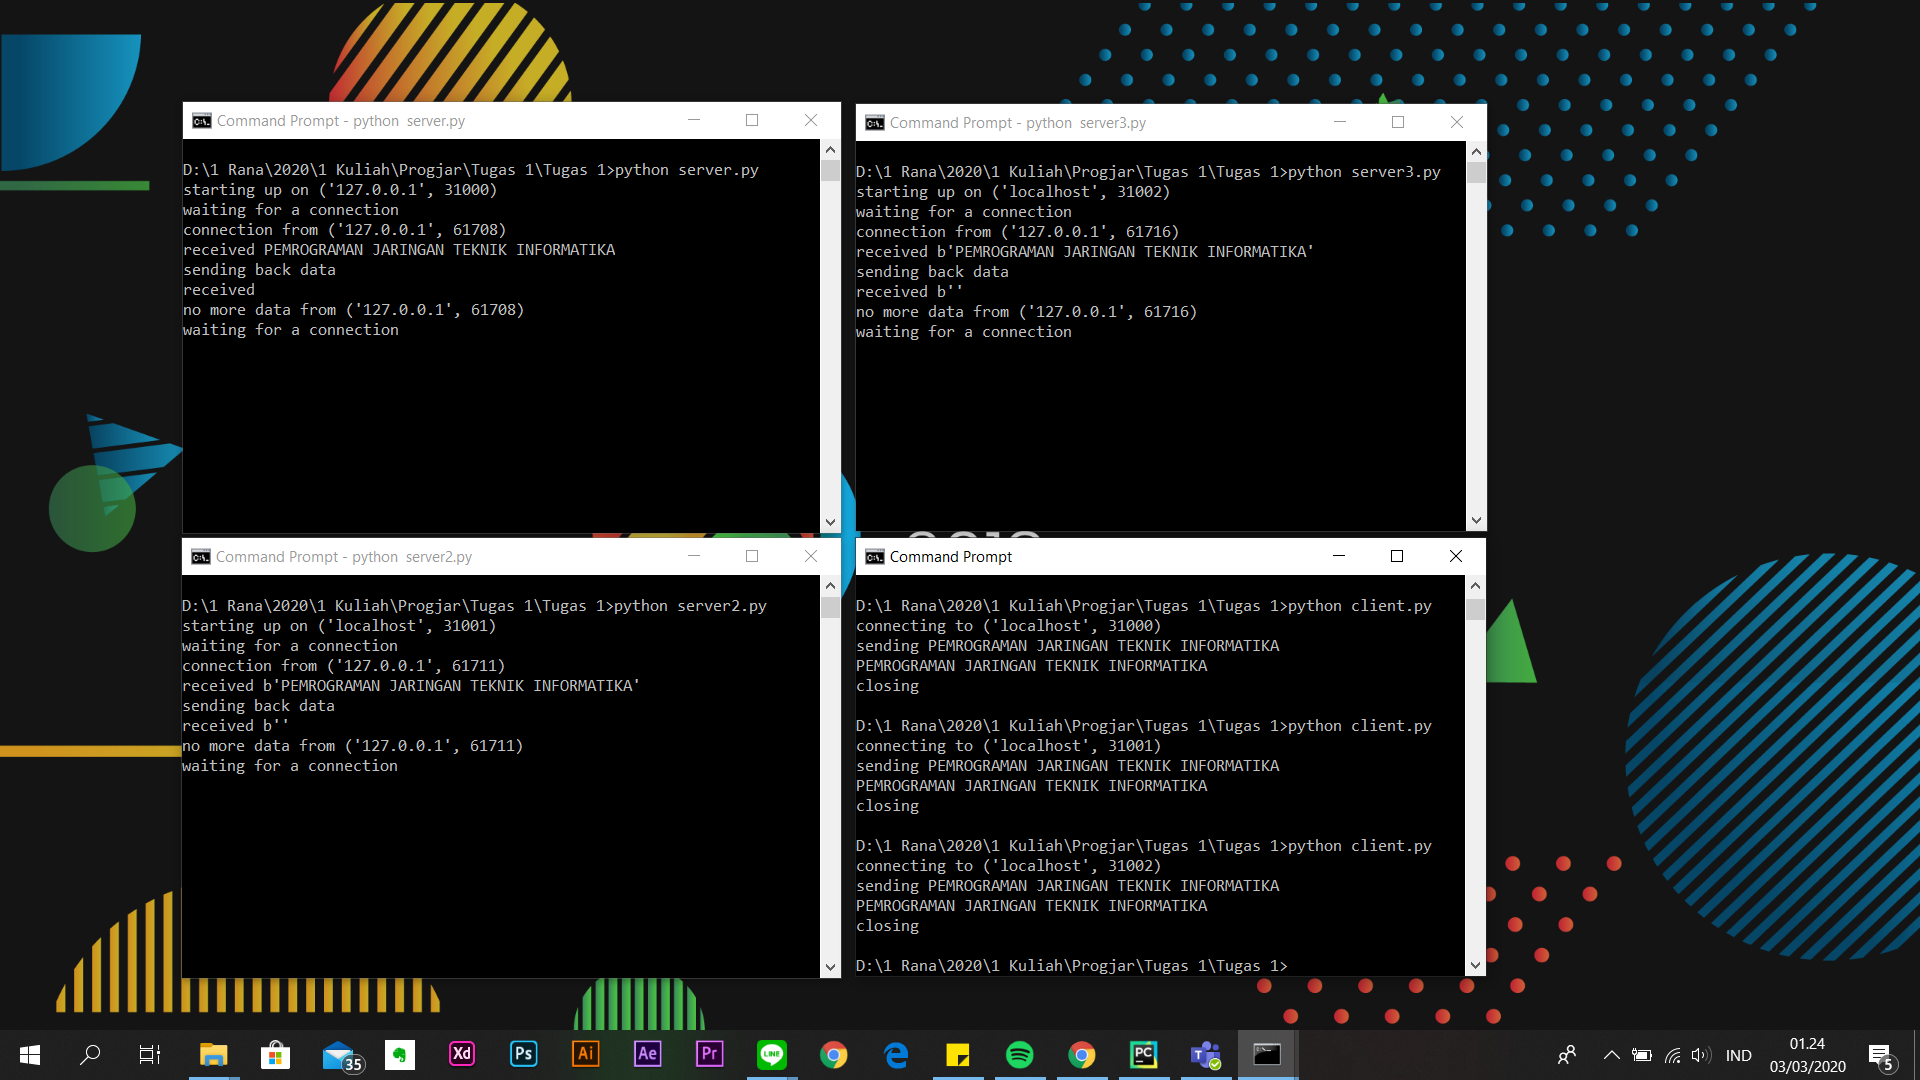 Command Prompt - python  server.py
D:\1 Rana\2020\1 Kuliah\Progjar\Tugas 1\Tugas 1>python server.py
starting up on ('127.0.0.1', 31000)
waiting for a connection
connection from ('127.0.0.1', 61708)
received PEMROGRAMAN JARINGAN TEKNIK INFORMATIKA
sending back data
received
no more data from ('127.0.0.1', 61708)
waiting for a connection
Command Prompt - python  server3.py
D:\1 Rana\2020\1 Kuliah\Progjar\Tugas 1\Tugas 1>python server3.py
starting up on ('localhost', 31002)
waiting for a connection
connection from ('127.0.0.1', 61716)
received b'PEMROGRAMAN JARINGAN TEKNIK INFORMATIKA'
sending back data
received b''
no more data from ('127.0.0.1', 61716)
waiting for a connection
Command Prompt - python  server2.py
D:\1 Rana\2020\1 Kuliah\Progjar\Tugas 1\Tugas 1>python server2.py
starting up on ('localhost', 31001)
waiting for a connection
connection from ('127.0.0.1', 61711)
received b'PEMROGRAMAN JARINGAN TEKNIK INFORMATIKA'
sending back data
received b''
no more data from ('127.0.0.1', 61711)
waiting for a connection
Command Prompt
D:\1 Rana\2020\1 Kuliah\Progjar\Tugas 1\Tugas 1>python client.py
connecting to ('localhost', 31000)
sending PEMROGRAMAN JARINGAN TEKNIK INFORMATIKA
PEMROGRAMAN JARINGAN TEKNIK INFORMATIKA
closing
D:\1 Rana\2020\1 Kuliah\Progjar\Tugas 1\Tugas 1>python client.py
connecting to ('localhost', 31001)
sending PEMROGRAMAN JARINGAN TEKNIK INFORMATIKA
PEMROGRAMAN JARINGAN TEKNIK INFORMATIKA
closing
D:\1 Rana\2020\1 Kuliah\Progjar\Tugas 1\Tugas 1>python client.py
connecting to ('localhost', 31002)
sending PEMROGRAMAN JARINGAN TEKNIK INFORMATIKA
PEMROGRAMAN JARINGAN TEKNIK INFORMATIKA
closing
D:\1 Rana\2020\1 Kuliah\Progjar\Tugas 1\Tugas 1>
35
Xd
Ps
Ai
Ae
Pr
LINE
PC
IND
01.24
03/03/2020
5